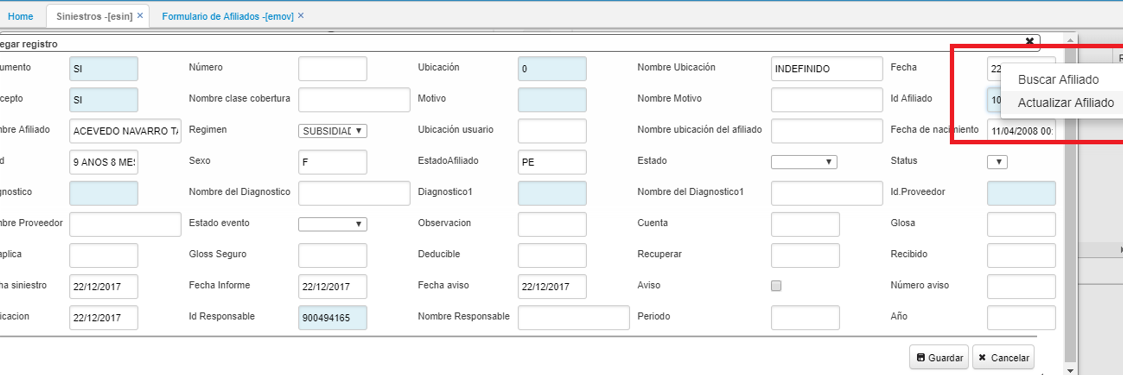 Home Siniestros -[esin] × Formulario de Afiliados -[emov] ×
egar registro ×
umento SI Número Ubicación 0 Nombre Ubicación INDEFINIDO Fecha 22
cepto SI Nombre clase cobertura Motivo Nombre Motivo Id Afiliado 10
Buscar Afiliado
Actualizar Afiliado
bre Afiliado ACEVEDO NAVARRO TA Regimen SUBSIDIAD Ubicación usuario Nombre ubicación del afiliado Fecha de nacimiento 11/04/2008 00:
d 9 ANOS 8 MES Sexo F EstadoAfiliado PE Estado Status
gnostico Nombre del Diagnostico Diagnostico1 Nombre del Diagnostico1 Id.Proveedor
bre Proveedor Estado evento Observacion Cuenta Glosa
aplica Gloss Seguro Deducible Recuperar Recibido
ha siniestro 22/12/2017 Fecha Informe 22/12/2017 Fecha aviso 22/12/2017 Aviso Número aviso
icacion 22/12/2017 Id Responsable 900494165 Nombre Responsable Periodo Año
Guardar × Cancelar